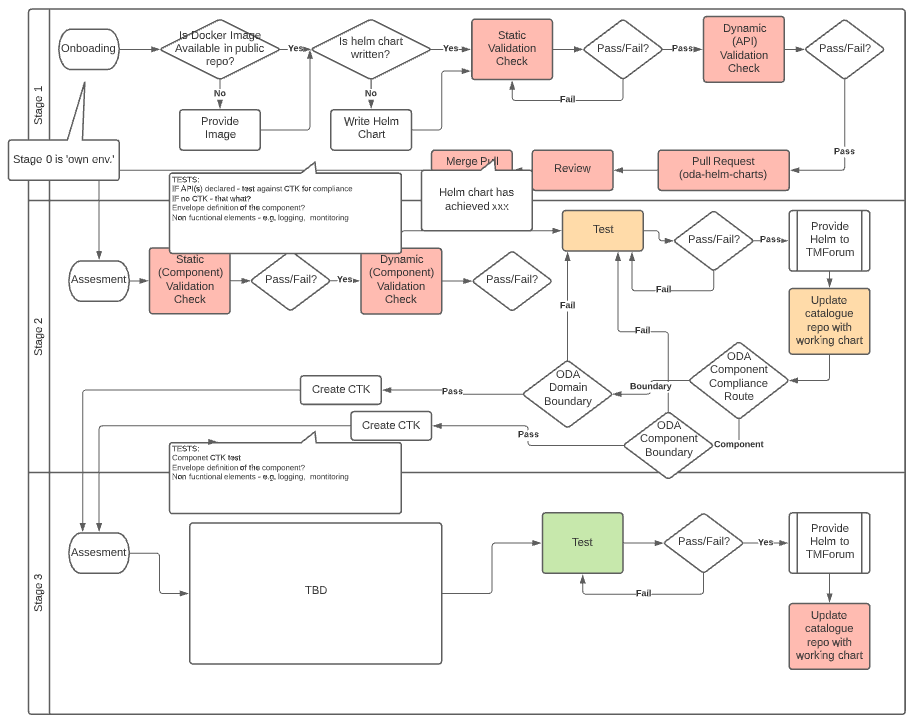 Stage 1
Onboading
Is Docker Image
Available in public
repo?
Yes
Is helm chart
written?
Yes
Static
Validation
Check
Pass/Fail?
Pass
Dynamic
(API)
Validation
Check
Pass/Fail?
No
No
Fail
Provide
Image
Write Helm
Chart
Pass
Stage 0 is 'own env.'
Merge Pull
Review
Pull Request
(oda-helm-charts)
TESTS:
IF API(s) declared - test against CTK for compliance
IF no CTK - that what?
Envelope definition of the component?
Non fucntional elements - e.g. logging, montitoring
Helm chart has
achieved xxx
Stage 2
Test
Pass/Fail?
Pass
Provide
Helm to
TMForum
Fail
Assesment
Static
(Component)
Validation
Check
Pass/Fail?
Yes
Dynamic
(Component)
Validation
Check
Pass/Fail?
Fail
Fail
Update
catalogue
repo with
working chart
ODA
Component
Compliance
Route
Boundary
Component
ODA
Domain
Boundary
Pass
Create CTK
ODA
Component
Boundary
Pass
Create CTK
TESTS:
Componet CTK test
Envelope definition of the component?
Non fucntional elements - e.g. logging, montitoring
Stage 3
Assesment
TBD
Test
Pass/Fail?
Yes
Provide
Helm to
TMForum
Fail
Update
catalogue
repo with
working chart